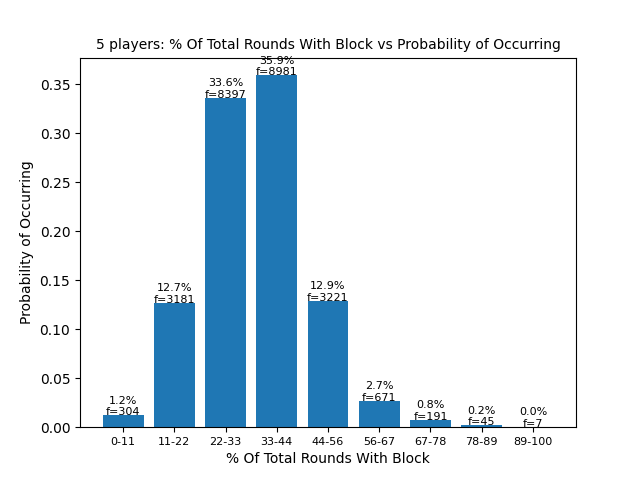 5 players: % Of Total Rounds With Block vs Probability of Occurring
35.9%
f=8981
33.6%
f=8397
12.7%
f=3181
12.9%
f=3221
1.2%
f=304
2.7%
f=671
0.8%
f=191
0.2%
f=45
0.0%
f=7
0.35
0.30
0.25
0.20
0.15
0.10
0.05
0.00
Probability of Occurring
0-11 11-22 22-33 33-44 44-56 56-67 67-78 78-89 89-100
% Of Total Rounds With Block